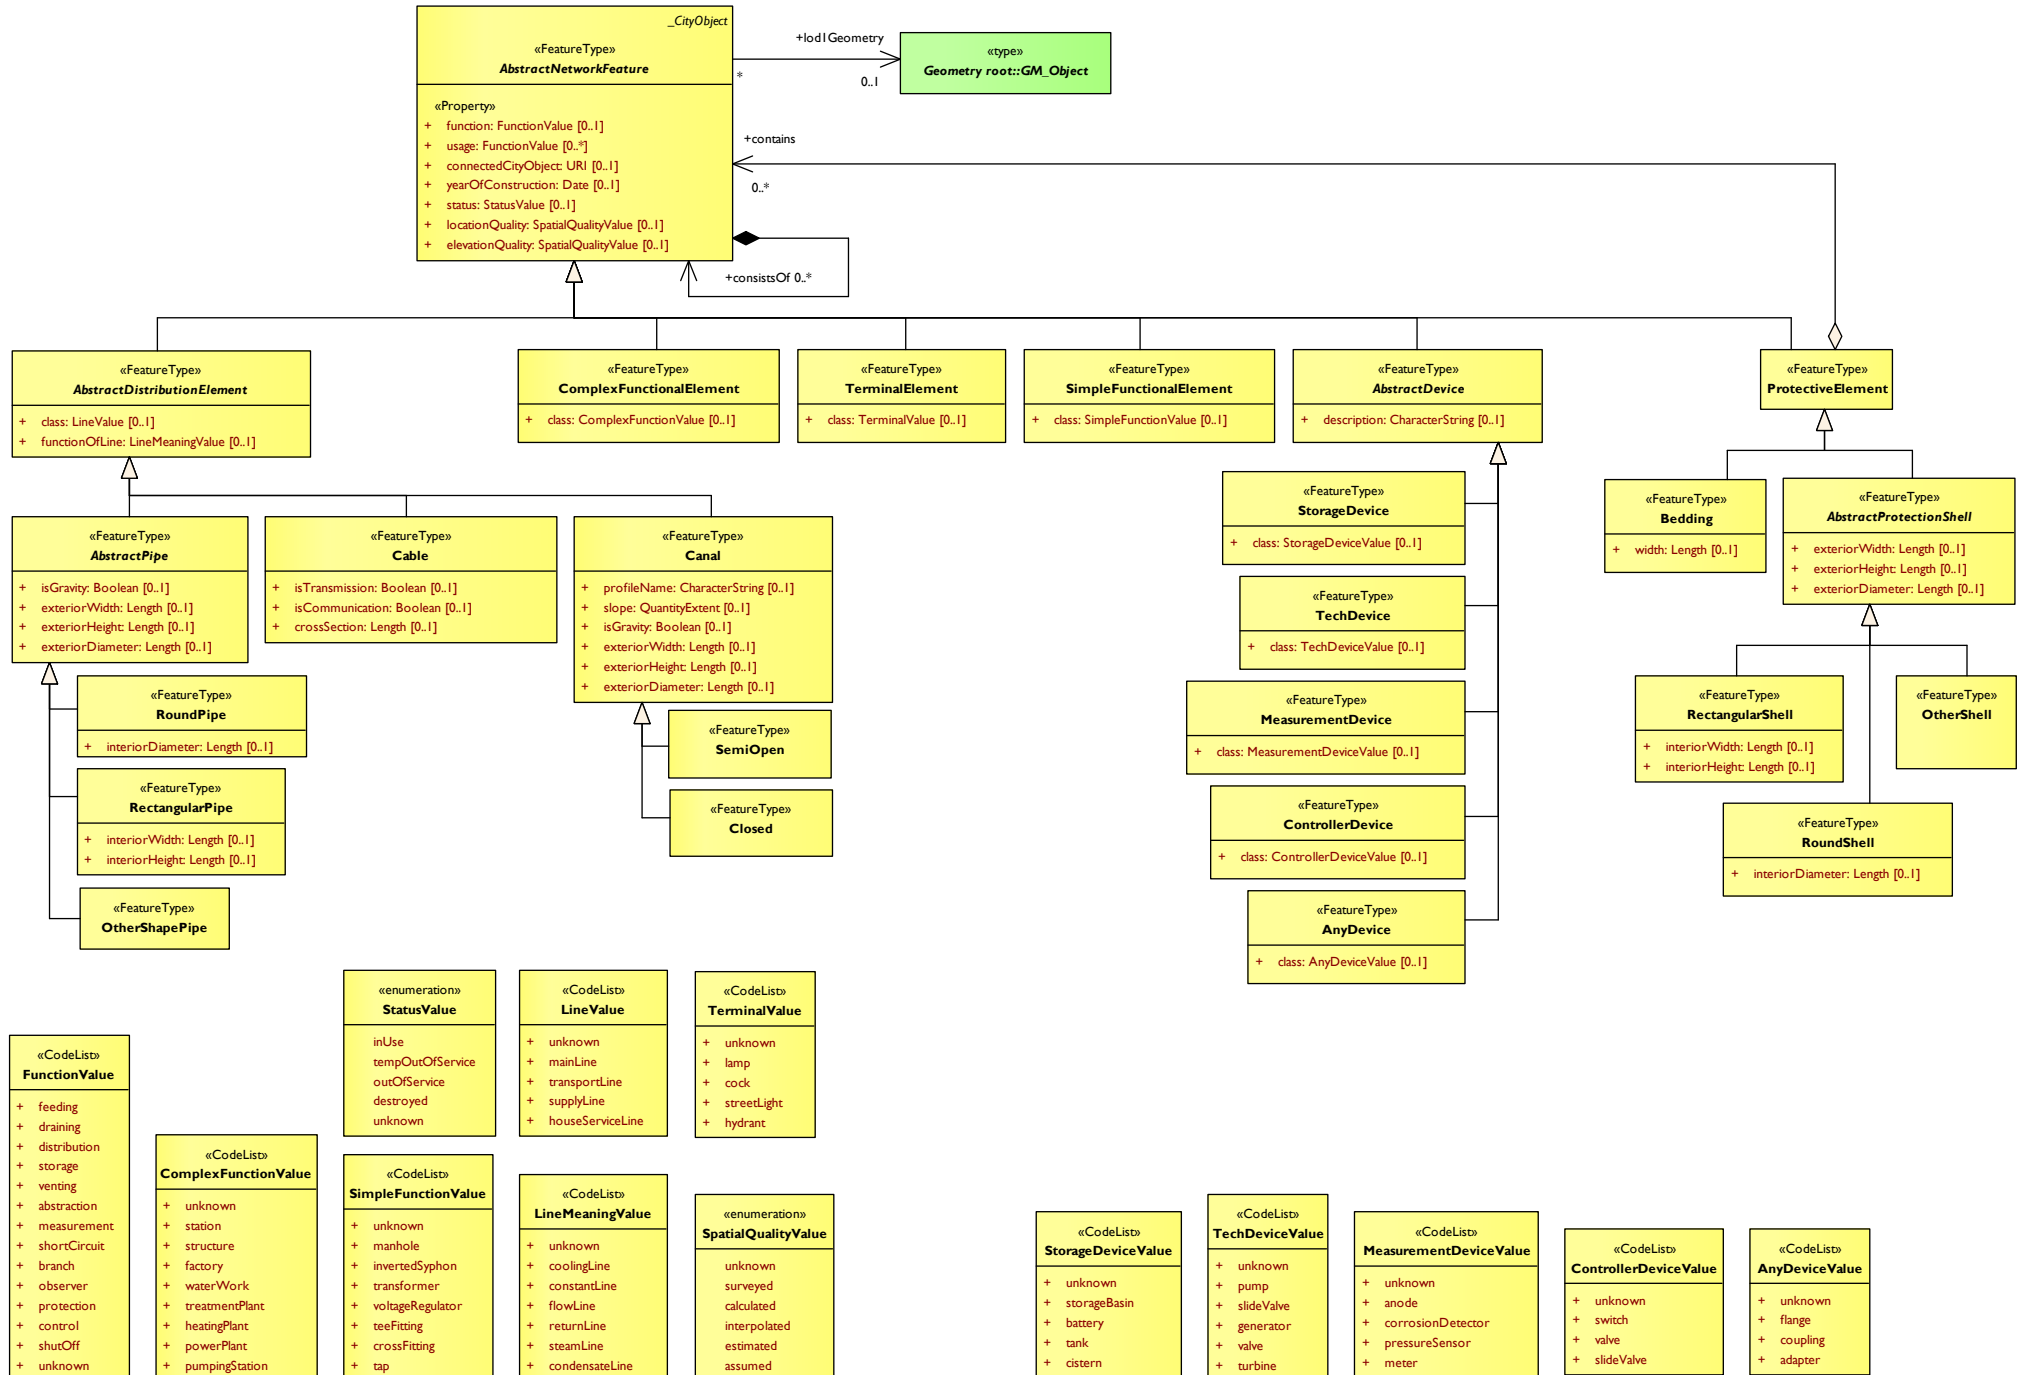 _CityObject
«FeatureType»
AbstractNetworkFeature
«Property»
+ function: FunctionValue [0..1]
+ usage: FunctionValue [0..*]
+ connectedCityObject: URI [0..1]
+ yearOfConstruction: Date [0..1]
+ status: StatusValue [0..1]
+ locationQuality: SpatialQualityValue [0..1]
+ elevationQuality: SpatialQualityValue [0..1]
+lod1Geometry
*
0..1
«type»
Geometry root::GM_Object
+contains
0..*
+consistsOf 0..*
«FeatureType»
AbstractDistributionElement
+ class: LineValue [0..1]
+ functionOfLine: LineMeaningValue [0..1]
«FeatureType»
ComplexFunctionalElement
+ class: ComplexFunctionValue [0..1]
«FeatureType»
TerminalElement
+ class: TerminalValue [0..1]
«FeatureType»
SimpleFunctionalElement
+ class: SimpleFunctionValue [0..1]
«FeatureType»
AbstractDevice
+ description: CharacterString [0..1]
«FeatureType»
ProtectiveElement
«FeatureType»
AbstractPipe
+ isGravity: Boolean [0..1]
+ exteriorWidth: Length [0..1]
+ exteriorHeight: Length [0..1]
+ exteriorDiameter: Length [0..1]
«FeatureType»
Cable
+ isTransmission: Boolean [0..1]
+ isCommunication: Boolean [0..1]
+ crossSection: Length [0..1]
«FeatureType»
Canal
+ profileName: CharacterString [0..1]
+ slope: QuantityExtent [0..1]
+ isGravity: Boolean [0..1]
+ exteriorWidth: Length [0..1]
+ exteriorHeight: Length [0..1]
+ exteriorDiameter: Length [0..1]
«FeatureType»
StorageDevice
+ class: StorageDeviceValue [0..1]
«FeatureType»
TechDevice
+ class: TechDeviceValue [0..1]
«FeatureType»
MeasurementDevice
+ class: MeasurementDeviceValue [0..1]
«FeatureType»
ControllerDevice
+ class: ControllerDeviceValue [0..1]
«FeatureType»
AnyDevice
+ class: AnyDeviceValue [0..1]
«FeatureType»
Bedding
+ width: Length [0..1]
«FeatureType»
AbstractProtectionShell
+ exteriorWidth: Length [0..1]
+ exteriorHeight: Length [0..1]
+ exteriorDiameter: Length [0..1]
«FeatureType»
RectangularShell
+ interiorWidth: Length [0..1]
+ interiorHeight: Length [0..1]
«FeatureType»
OtherShell
«FeatureType»
RoundShell
+ interiorDiameter: Length [0..1]
«FeatureType»
RoundPipe
+ interiorDiameter: Length [0..1]
«FeatureType»
RectangularPipe
+ interiorWidth: Length [0..1]
+ interiorHeight: Length [0..1]
«FeatureType»
OtherShapePipe
«FeatureType»
SemiOpen
«FeatureType»
Closed
«CodeList»
FunctionValue
+ feeding
+ draining
+ distribution
+ storage
+ venting
+ abstraction
+ measurement
+ shortCircuit
+ branch
+ observer
+ protection
+ control
+ shutOff
+ unknown
«CodeList»
ComplexFunctionValue
+ unknown
+ station
+ structure
+ factory
+ waterWork
+ treatmentPlant
+ heatingPlant
+ powerPlant
+ pumpingStation
«enumeration»
StatusValue
inUse
tempOutOfService
outOfService
destroyed
unknown
«CodeList»
SimpleFunctionValue
+ unknown
+ manhole
+ invertedSyphon
+ transformer
+ voltageRegulator
+ teeFitting
+ crossFitting
+ tap
«CodeList»
LineValue
+ unknown
+ mainLine
+ transportLine
+ supplyLine
+ houseServiceLine
«CodeList»
LineMeaningValue
+ unknown
+ coolingLine
+ constantLine
+ flowLine
+ returnLine
+ steamLine
+ condensateLine
«CodeList»
TerminalValue
+ unknown
+ lamp
+ cock
+ streetLight
+ hydrant
«enumeration»
SpatialQualityValue
unknown
surveyed
calculated
interpolated
estimated
assumed
«CodeList»
StorageDeviceValue
+ unknown
+ storageBasin
+ battery
+ tank
+ cistern
«CodeList»
TechDeviceValue
+ unknown
+ pump
+ slideValve
+ generator
+ valve
+ turbine
«CodeList»
MeasurementDeviceValue
+ unknown
+ anode
+ corrosionDetector
+ pressureSensor
+ meter
«CodeList»
ControllerDeviceValue
+ unknown
+ switch
+ valve
+ slideValve
«CodeList»
AnyDeviceValue
+ unknown
+ flange
+ coupling
+ adapter